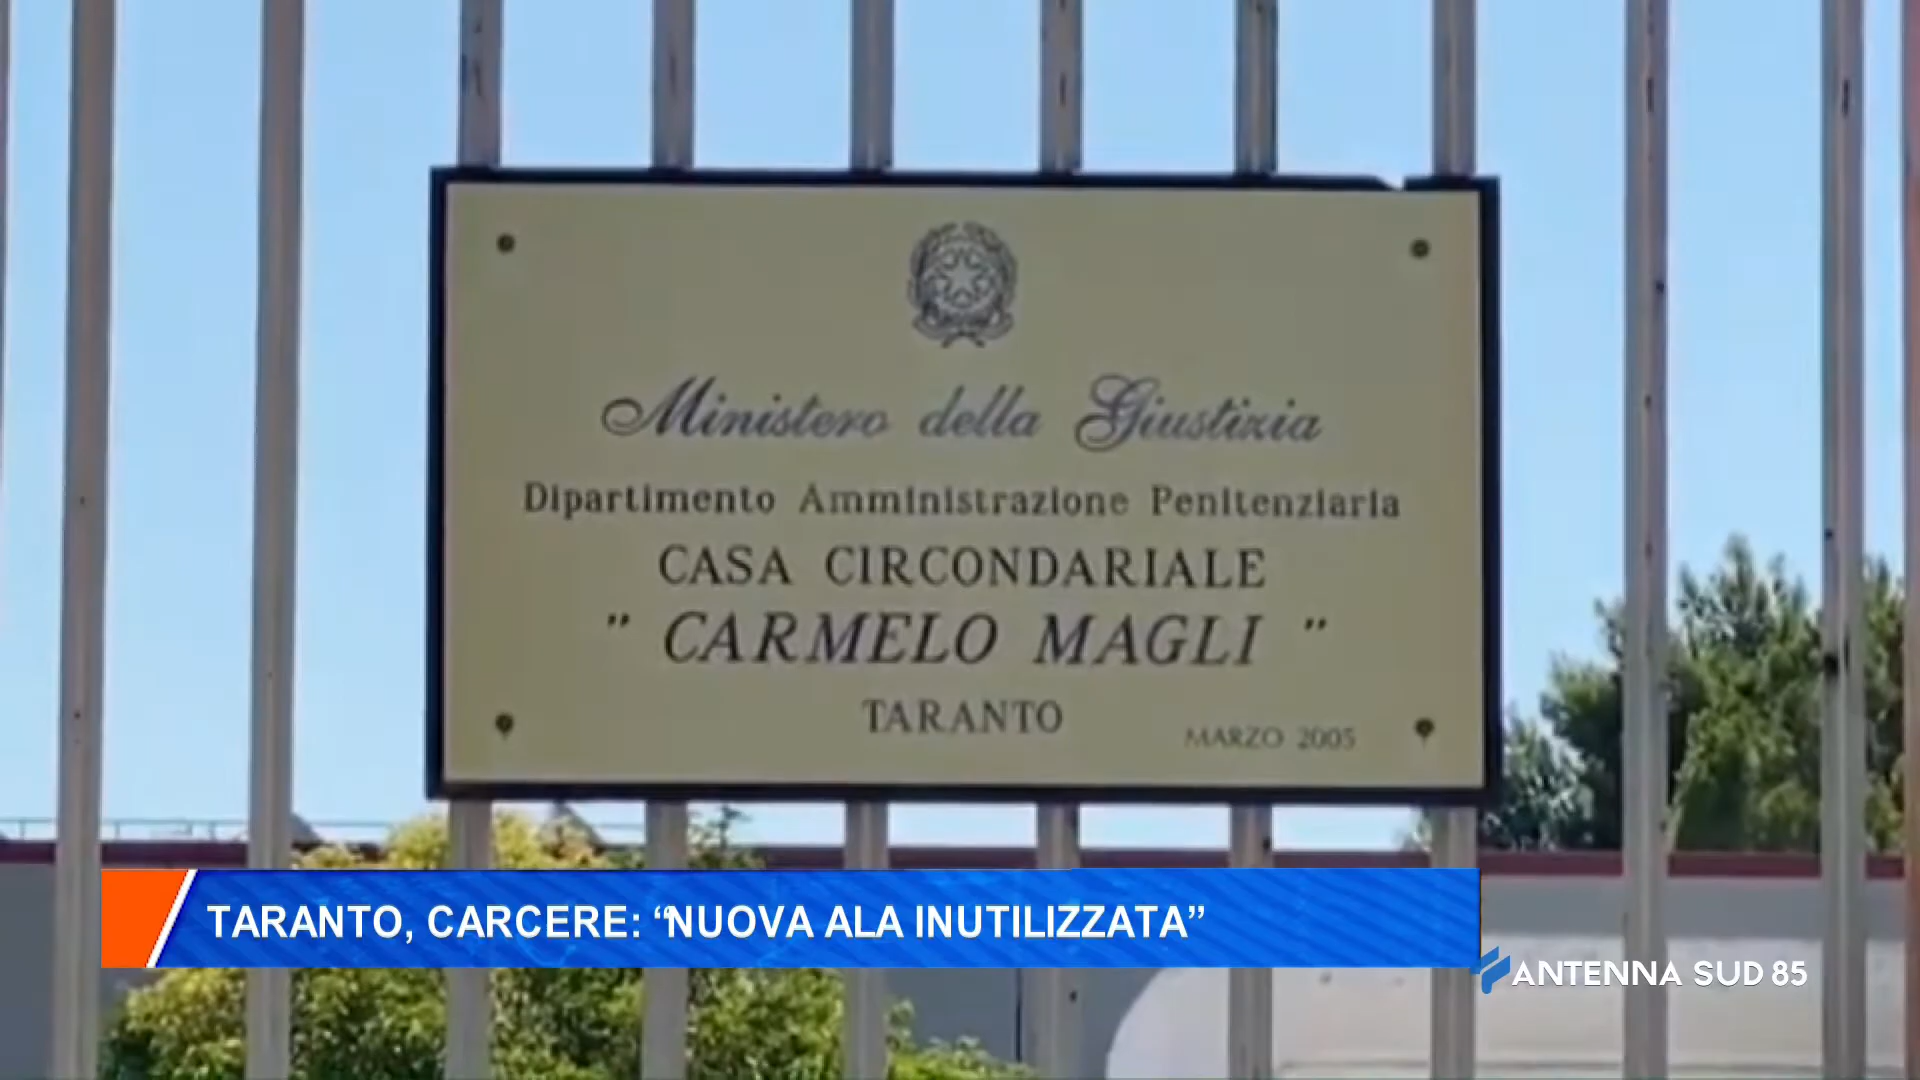 Ministero della Giustizia
Dipartimento Amministrazione Penitenziaria
CASA CIRCONDARIALE
" CARMELO MAGLI "
TARANTO
MARZO 2005
TARANTO, CARCERE: “NUOVA ALA INUTILIZZATA”
ANTENNA SUD 85